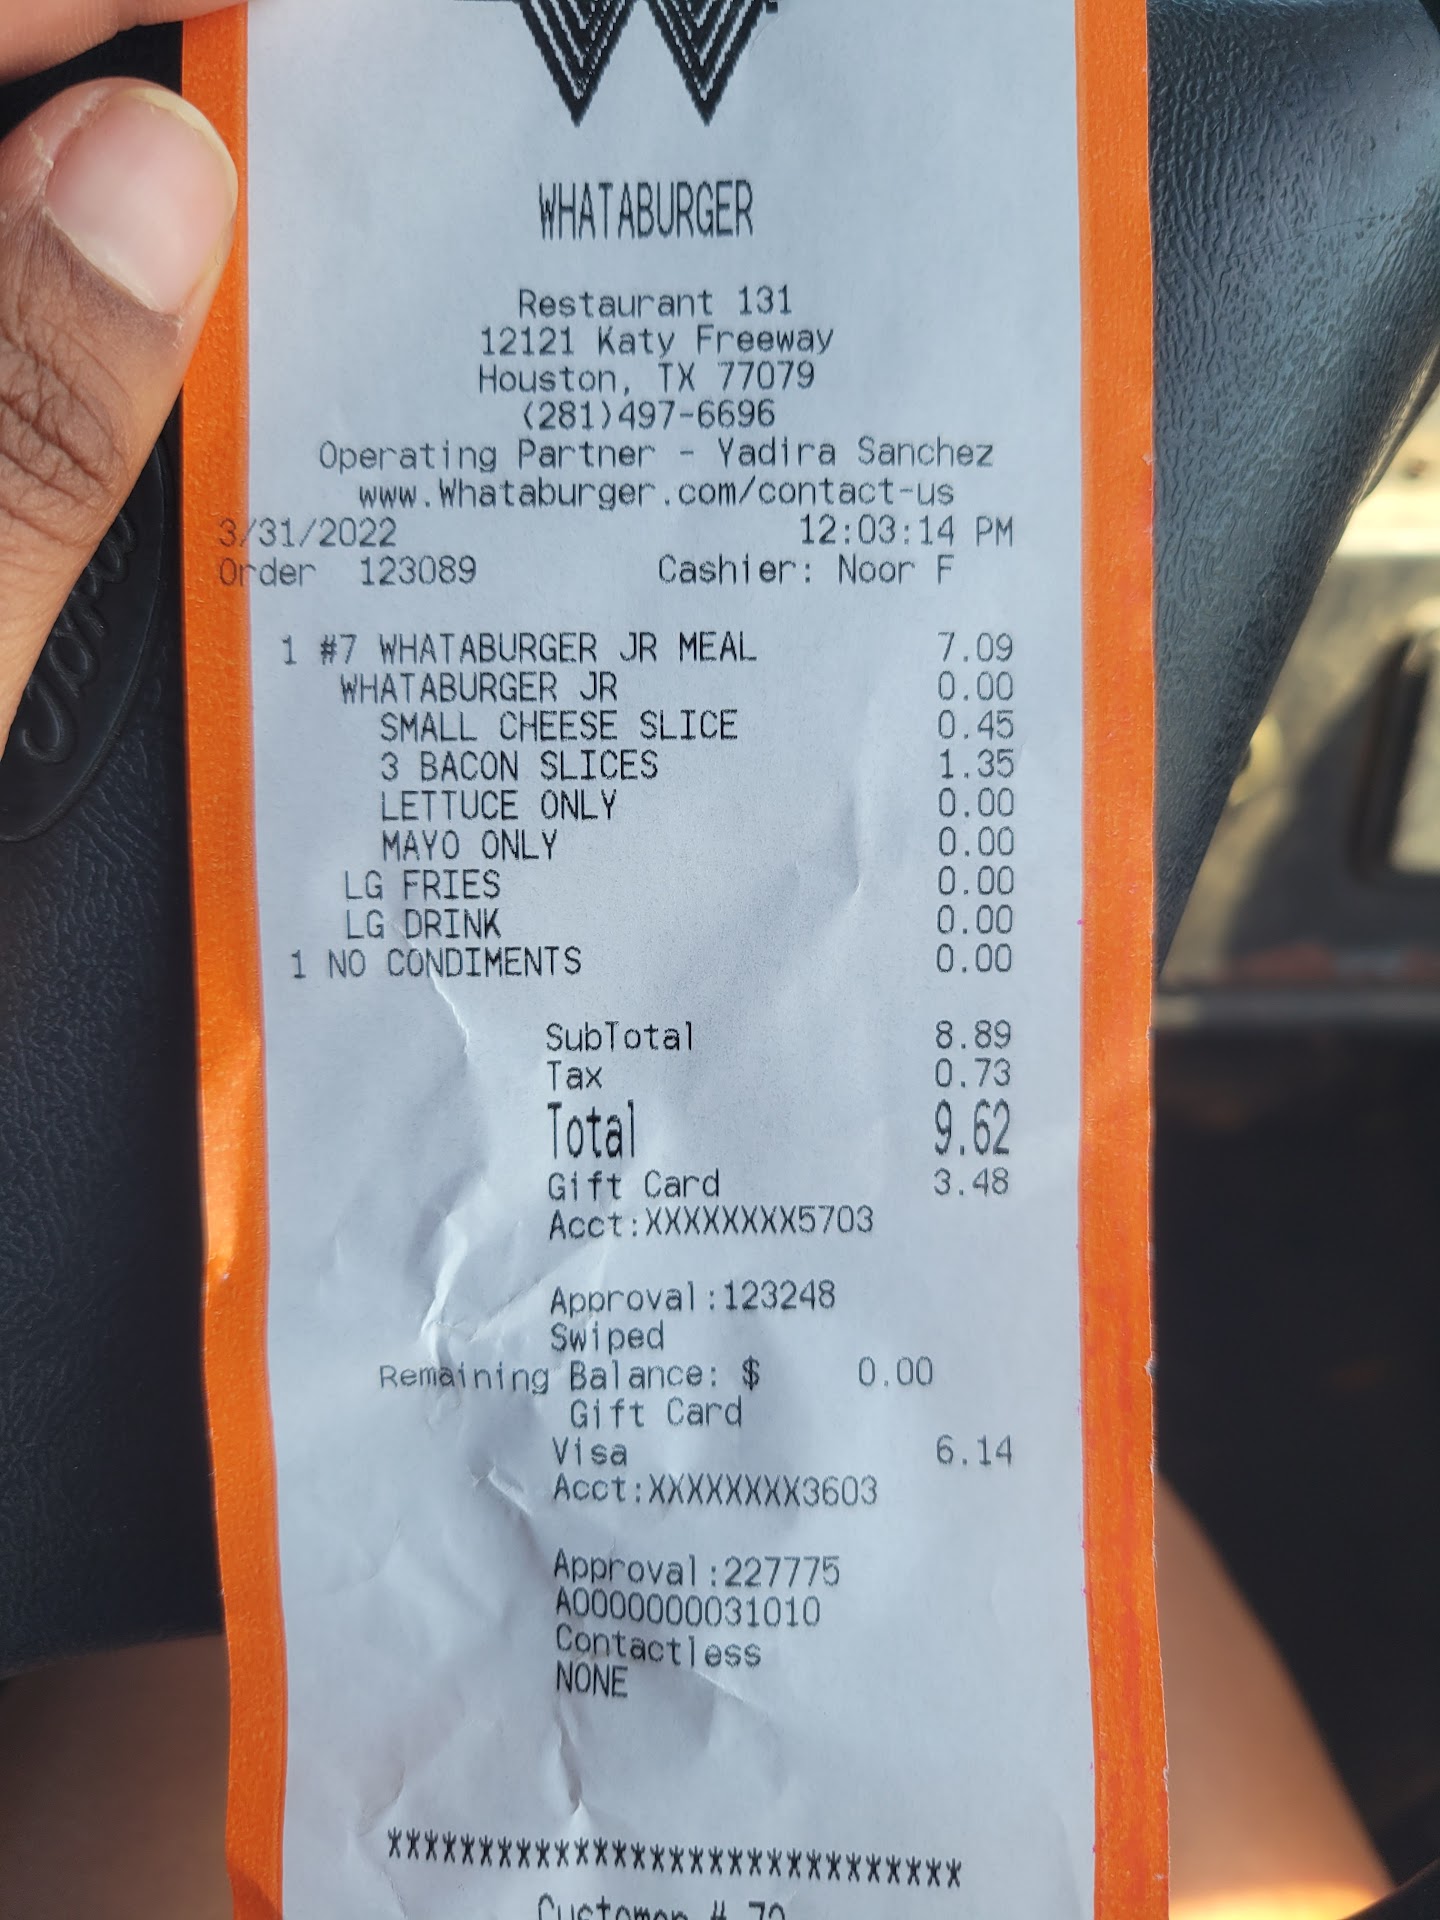 WHATABURGER
Restaurant 131
12121 Katy Freeway
Houston, TX 77079
(281)497-6696
Operating Partner - Yadira Sanchez
www.Whataburger.com/contact-us
3/31/2022 12:03:14 PM
Order 123089 Cashier: Noor F
1 #7 WHATABURGER JR MEAL 7.09
WHATABURGER JR 0.00
SMALL CHEESE SLICE 0.45
3 BACON SLICES 1.35
LETTUCE ONLY 0.00
MAYO ONLY 0.00
LG FRIES 0.00
LG DRINK 0.00
1 NO CONDIMENTS 0.00
SubTotal 8.89
Tax 0.73
Total 9.62
Gift Card 3.48
Acct:XXXXXXXX5703
Approval:123248
Swiped
Remaining Balance: $ 0.00
Gift Card
Visa 6.14
Acct:XXXXXXXX3603
Approval:227775
A0000000031010
Contactless
NONE
*******************************
Customer # 70
Ford